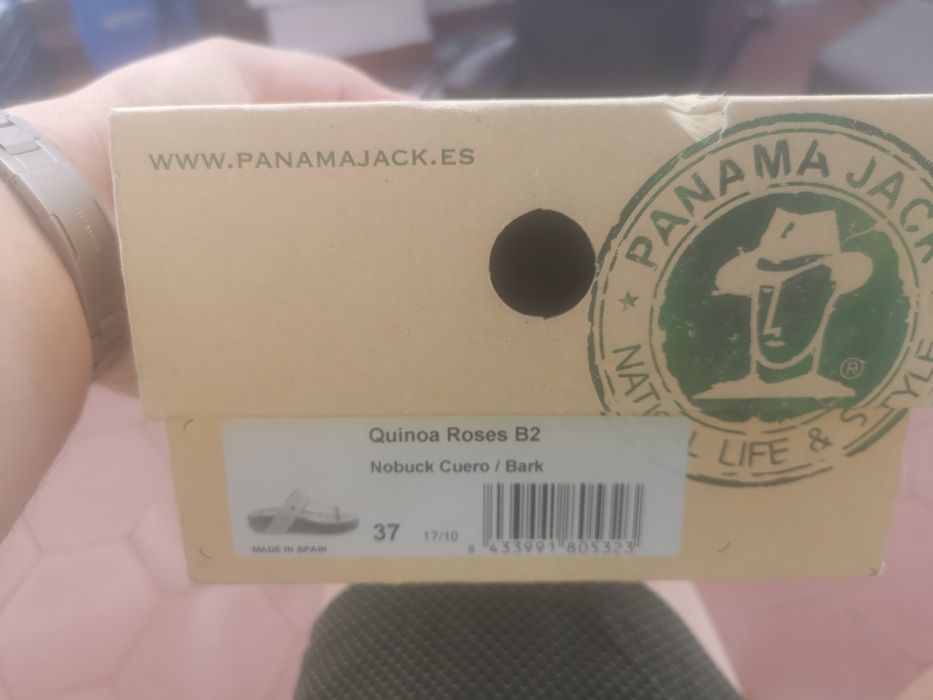 WWW.PANAMAJACK.ES
PANAMA JACK
®
LIFE & STYLE
Quinoa Roses B2
Nobuck Cuero / Bark
37 17/10
8 433991 805323
MADE IN SPAIN